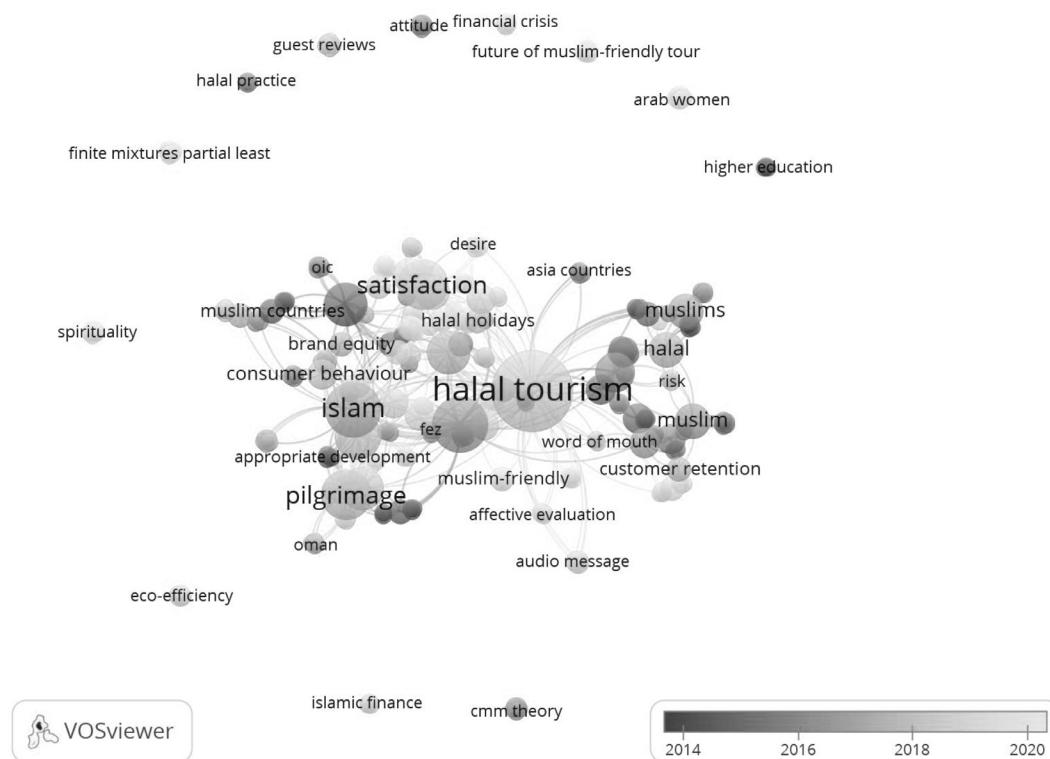 attitude
financial crisis
guest reviews
future of muslim-friendly tour
halal practice
arab women
finite mixtures partial least
higher education
desire
oic
asia countries
satisfaction
muslim countries
muslims
halal holidays
spirituality
brand equity
halal
consumer behaviour
halal tourism
risk
islam
muslim
fez
word of mouth
appropriate development
customer retention
muslim-friendly
pilgrimage
affective evaluation
oman
audio message
eco-efficiency
islamic finance
cmm theory
VOSviewer
2014 2016 2018 2020